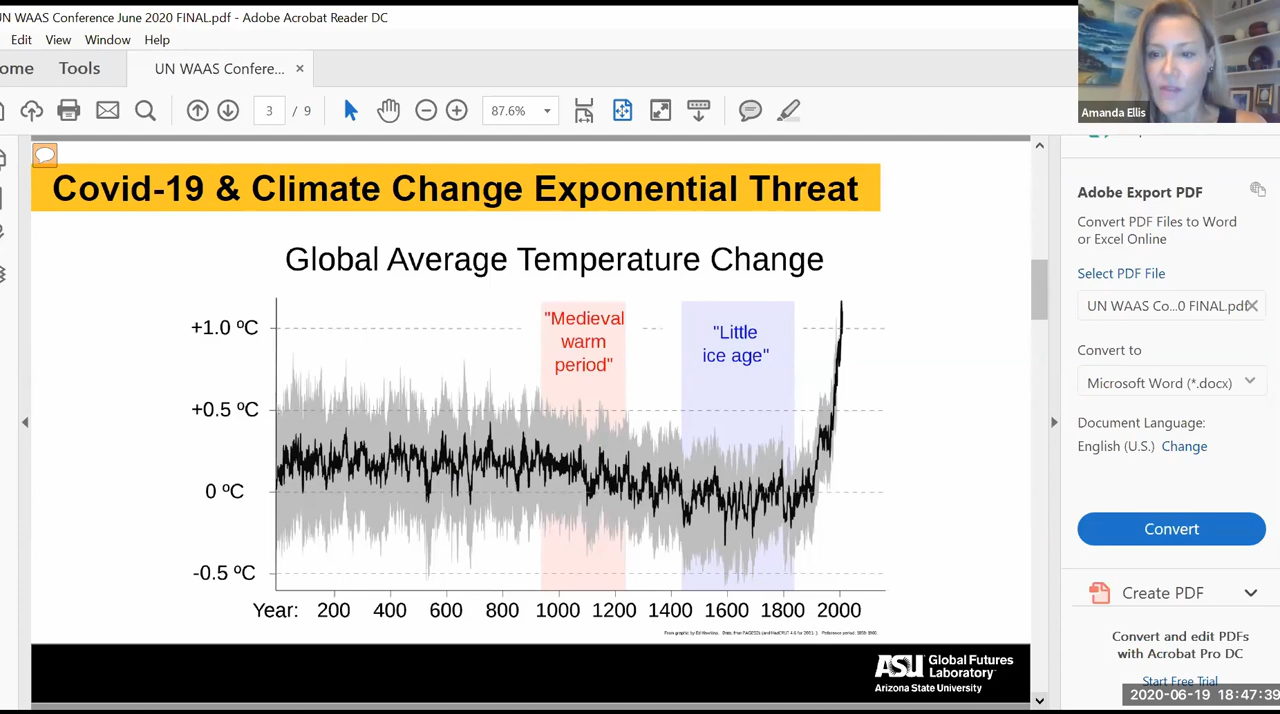 UN WAAS Conference June 2020 FINAL.pdf - Adobe Acrobat Reader DC
Edit View Window Help
ome Tools UN WAAS Confere... ×
3 / 9 87.6%
Amanda Ellis
Covid-19 & Climate Change Exponential Threat
Global Average Temperature Change
+1.0 ºC
+0.5 ºC
0 ºC
-0.5 ºC
"Medieval
warm
period"
"Little
ice age"
Year: 200 400 600 800 1000 1200 1400 1600 1800 2000
ASU Global Futures
Laboratory
Arizona State University
Adobe Export PDF
Convert PDF Files to Word
or Excel Online
Select PDF File
UN WAAS Co...0 FINAL.pdf
Convert to
Microsoft Word (*.docx)
Document Language:
English (U.S.) Change
Convert
Create PDF
Convert and edit PDFs
with Acrobat Pro DC
Start Free Trial
2020-06-19 18:47:39